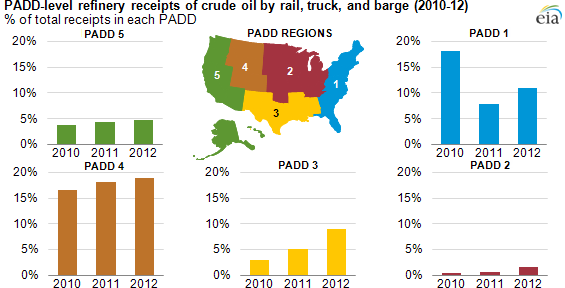 PADD-level refinery receipts of crude oil by rail, truck, and barge (2010-12)
% of total receipts in each PADD
eia
PADD 5
20%
15%
10%
5%
0%
2010 2011 2012
PADD REGIONS
5 4 2 1 3
PADD 1
20%
15%
10%
5%
0%
2010 2011 2012
PADD 4
20%
15%
10%
5%
0%
2010 2011 2012
PADD 3
20%
15%
10%
5%
0%
2010 2011 2012
PADD 2
20%
15%
10%
5%
0%
2010 2011 2012